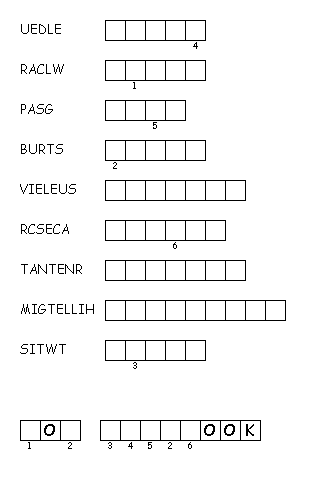 UEDLE
4
RACLW
1
PASG
5
BURTS
2
VIELEUS
RCSECA
6
TANTENR
MIGTELLIH
SITWT
3
O OOK
1 2 3 4 5 2 6